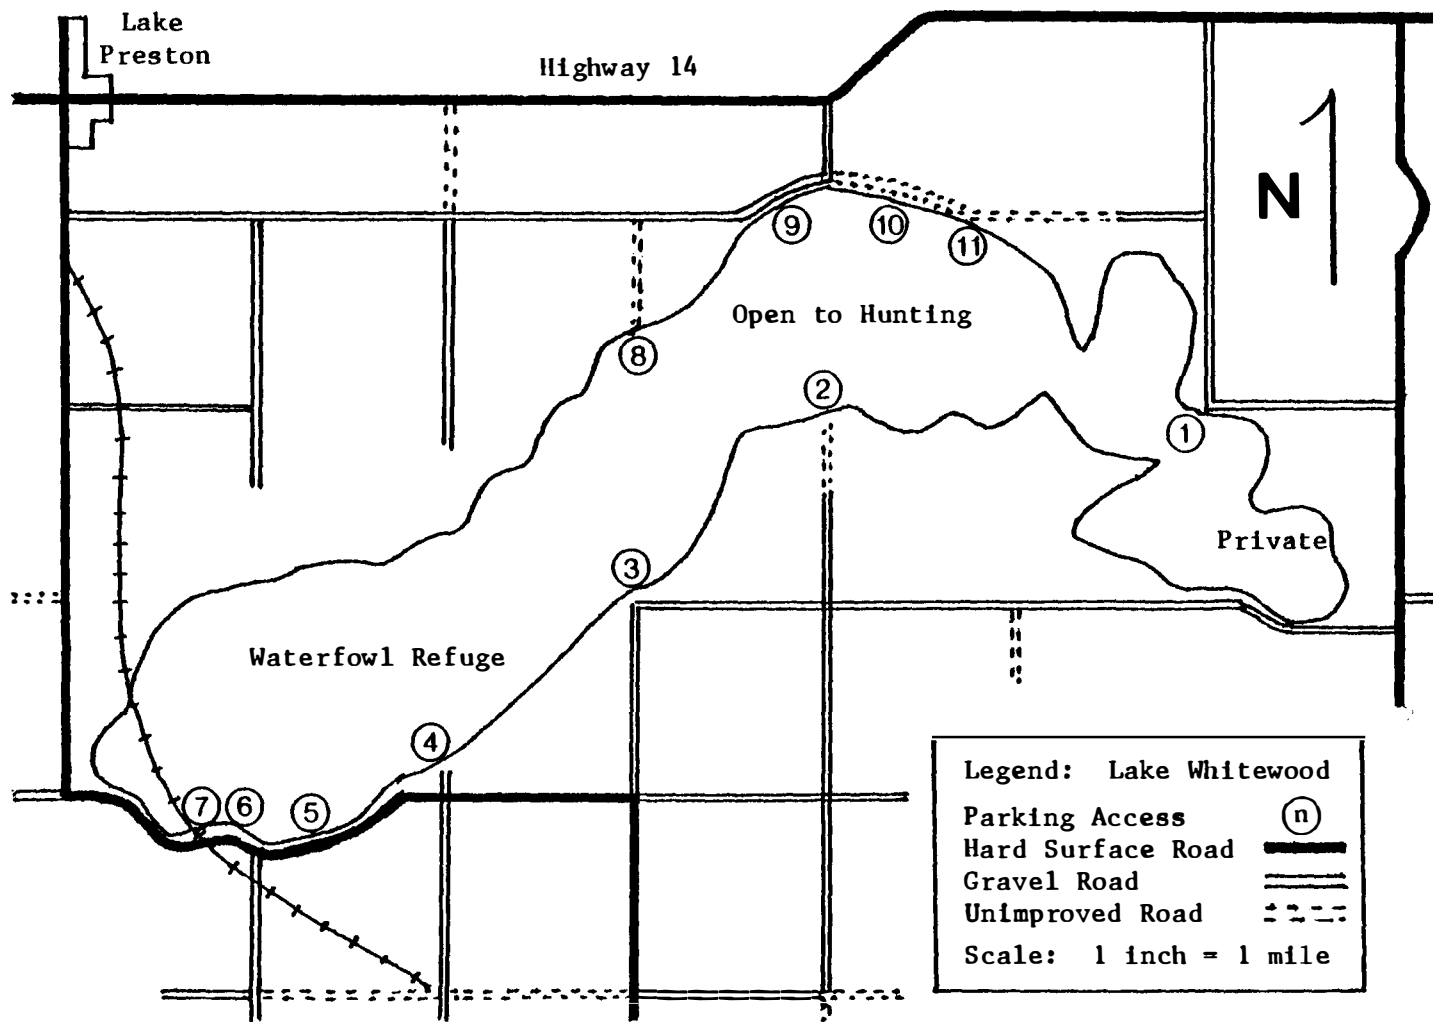 Lake
Preston
Highway 14
N
9
10
11
Open to Hunting
8
2
1
Private
3
Waterfowl Refuge
4
7
6
5
Legend: Lake Whitewood
Parking Access n
Hard Surface Road
Gravel Road
Unimproved Road
Scale: 1 inch = 1 mile